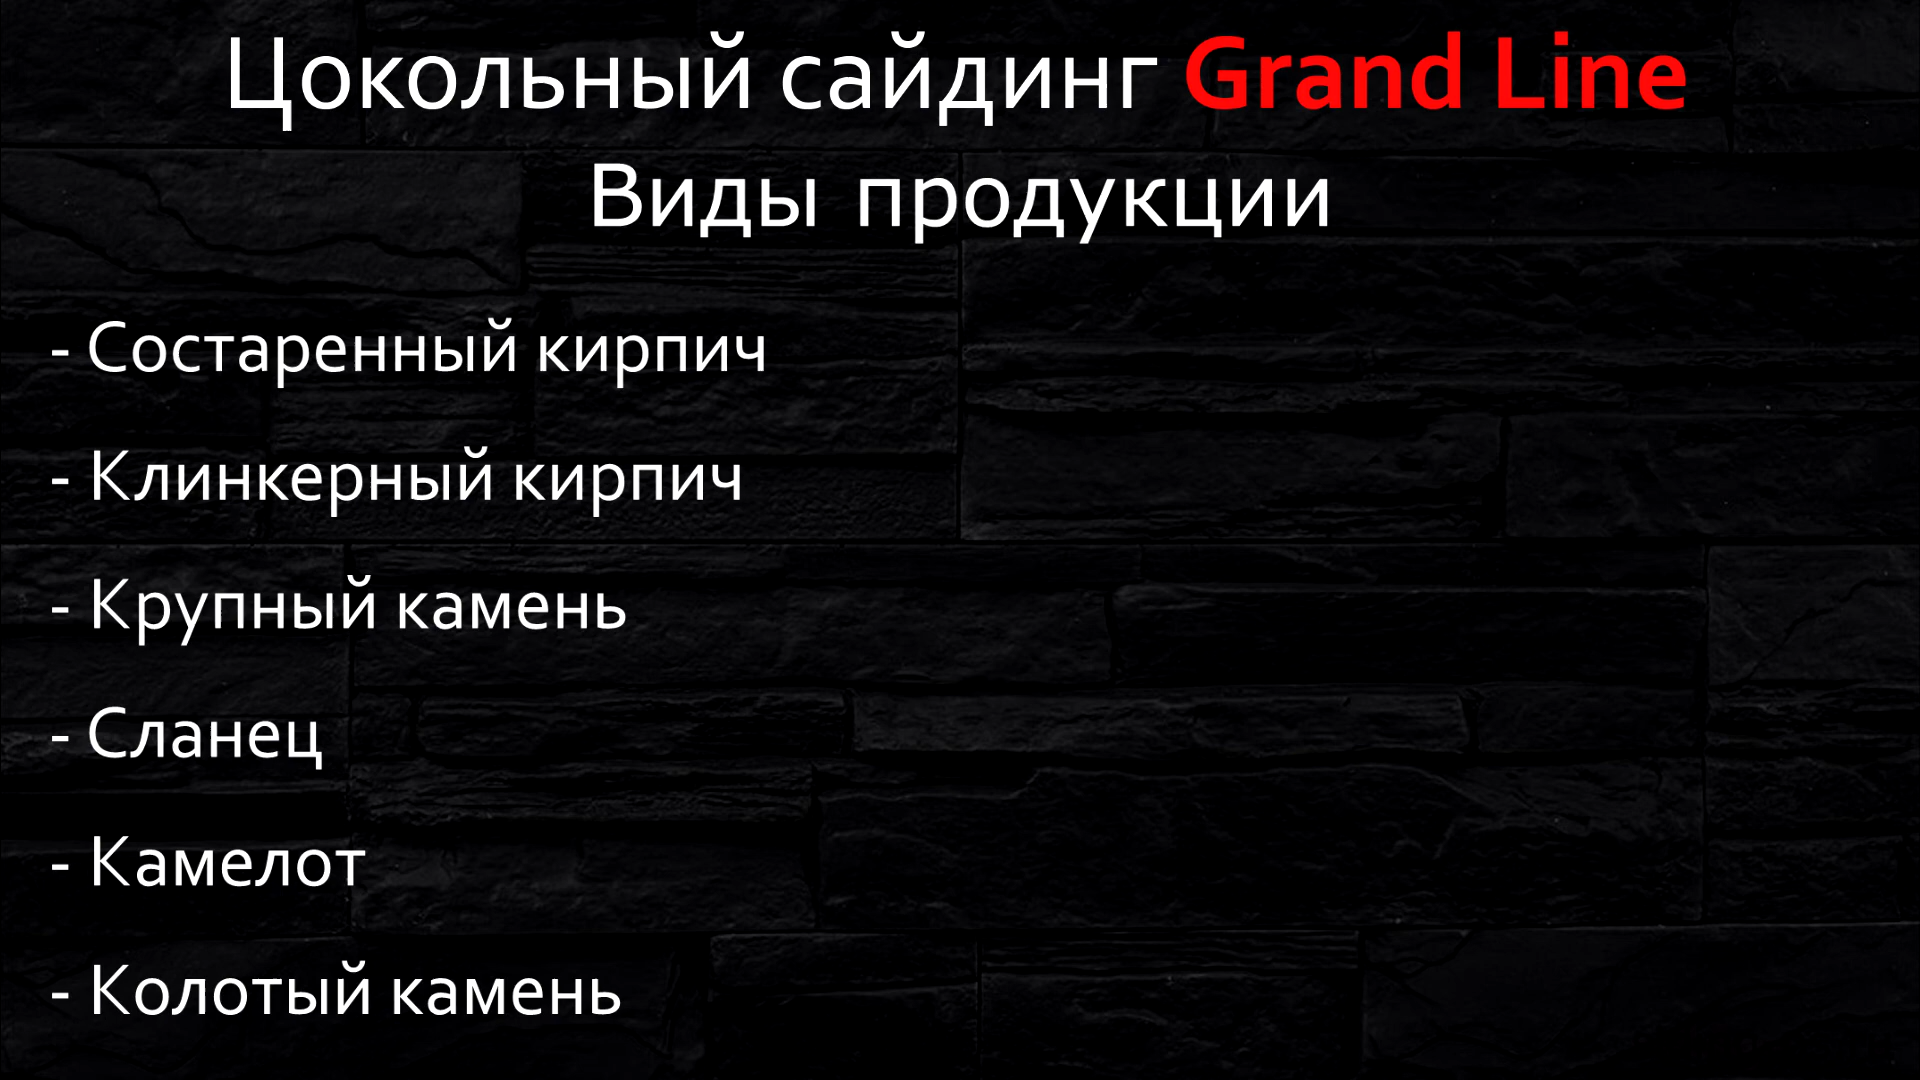 Цокольный сайдинг Grand Line
Виды продукции
- Состаренный кирпич
- Клинкерный кирпич
- Крупный камень
- Сланец
- Камелот
- Колотый камень